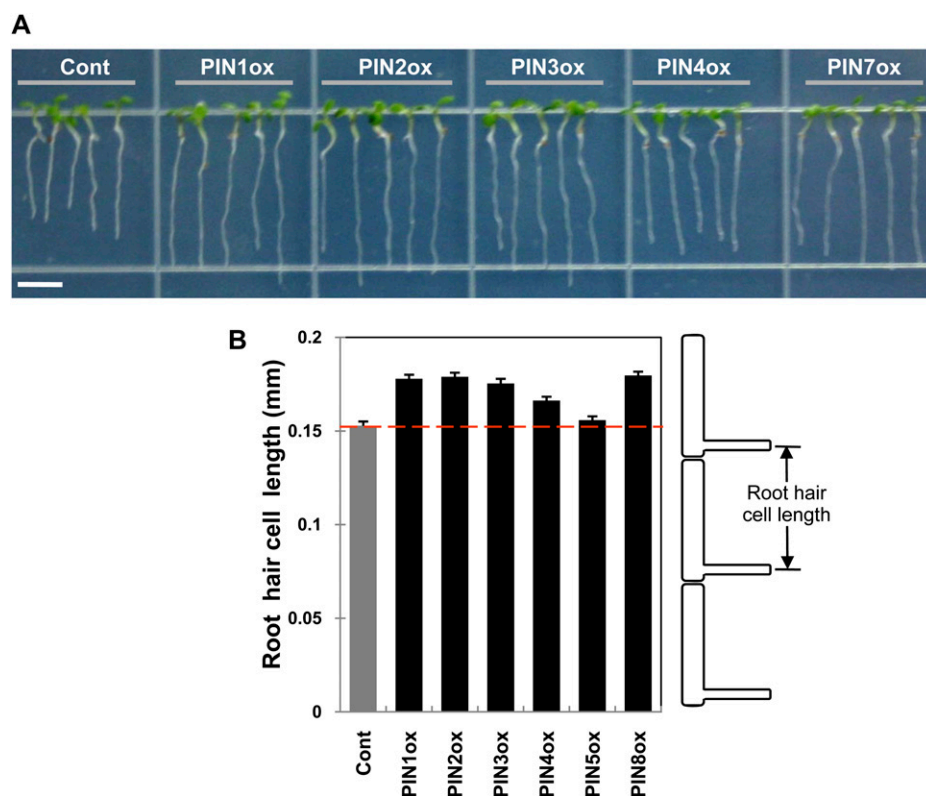 A
Cont PIN1ox PIN2ox PIN3ox PIN4ox PIN7ox
B
Root hair cell length (mm)
0.2
0.15
0.1
0.05
0
Cont
PIN1ox
PIN2ox
PIN3ox
PIN4ox
PIN5ox
PIN8ox
Root hair
cell length